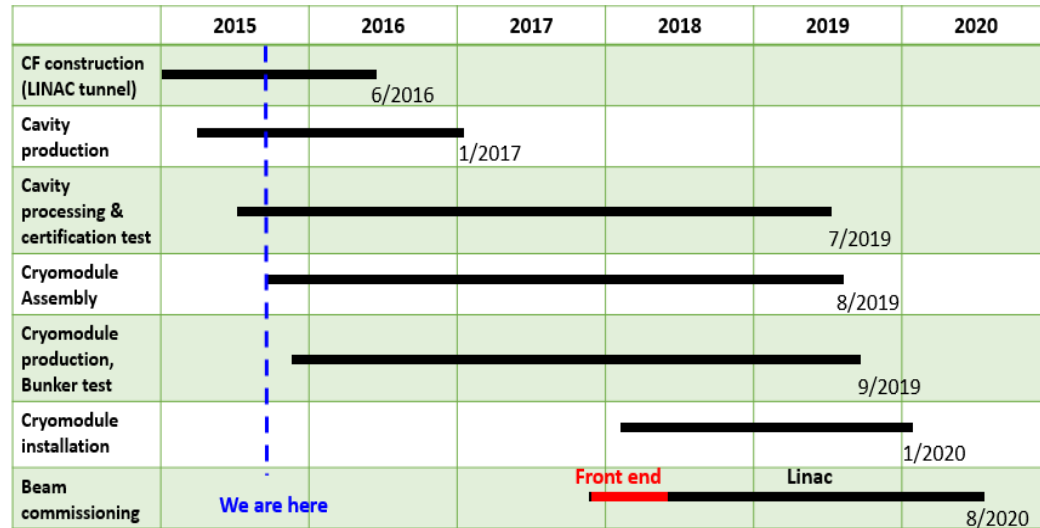 2015 2016 2017 2018 2019 2020
CF construction
(LINAC tunnel)
6/2016
Cavity
production
1/2017
Cavity
processing &
certification test
7/2019
Cryomodule
Assembly
8/2019
Cryomodule
production,
Bunker test
9/2019
Cryomodule
installation
1/2020
Beam
commissioning
We are here
Front end
Linac
8/2020